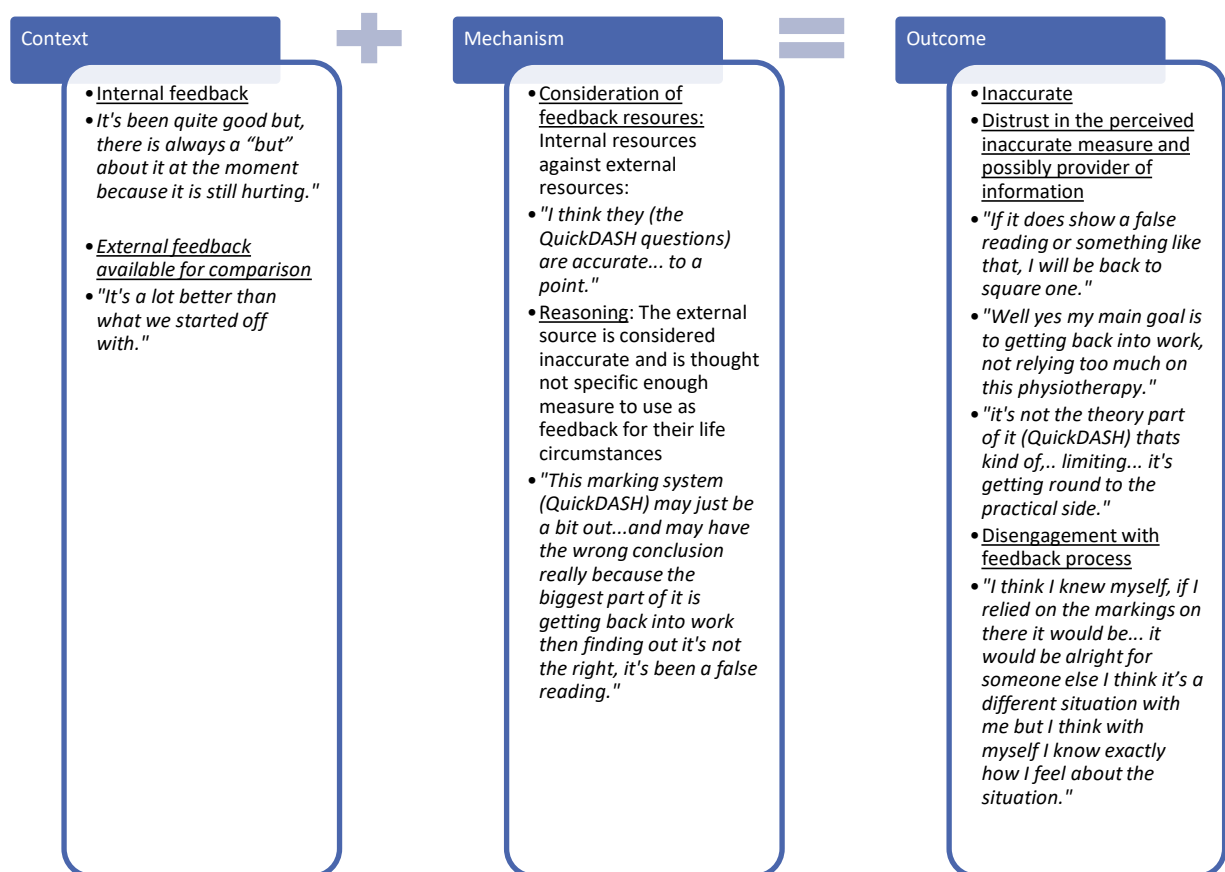 Context
•Internal feedback
•It's been quite good but,
there is always a “but”
about it at the moment
because it is still hurting."
•External feedback
available for comparison
•"It's a lot better than
what we started off
with."
Mechanism
•Consideration of
feedback resoures:
Internal resources
against external
resources:
•"I think they (the
QuickDASH questions)
are accurate... to a
point."
•Reasoning: The external
source is considered
inaccurate and is thought
not specific enough
measure to use as
feedback for their life
circumstances
•"This marking system
(QuickDASH) may just be
a bit out...and may have
the wrong conclusion
really because the
biggest part of it is
getting back into work
then finding out it's not
the right, it's been a false
reading."
Outcome
•Inaccurate
•Distrust in the perceived
inaccurate measure and
possibly provider of
information
•"If it does show a false
reading or something like
that, I will be back to
square one."
•"Well yes my main goal is
to getting back into work,
not relying too much on
this physiotherapy."
•"it's not the theory part
of it (QuickDASH) thats
kind of,.. limiting... it's
getting round to the
practical side."
•Disengagement with
feedback process
•"I think I knew myself, if I
relied on the markings on
there it would be... it
would be alright for
someone else I think it’s a
different situation with
me but I think with
myself I know exactly
how I feel about the
situation."